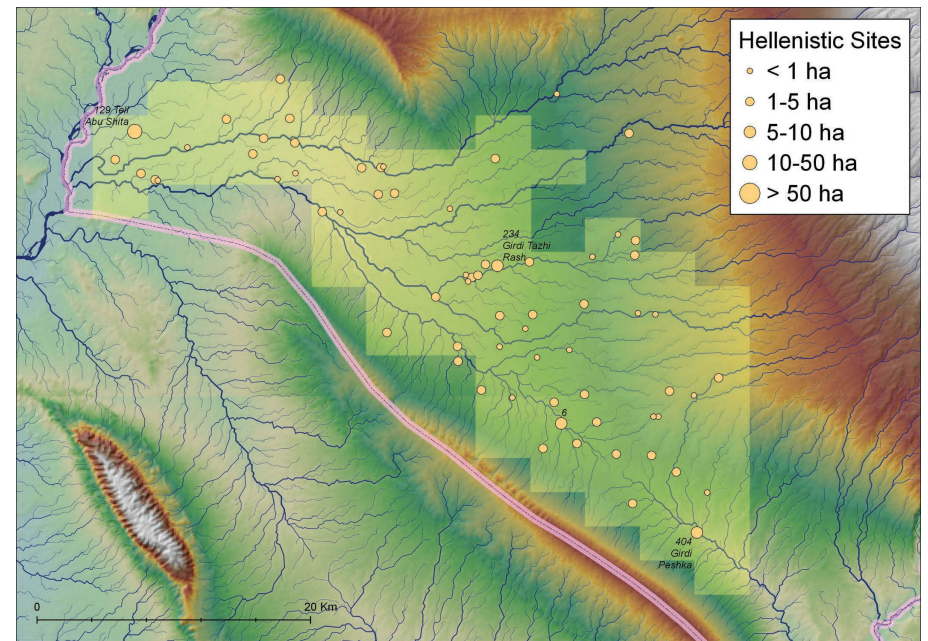 Hellenistic Sites
< 1 ha
1-5 ha
5-10 ha
10-50 ha
> 50 ha
129 Tell
Abu Shita
234
Girdi Tazhi
Rash
6
404
Girdi
Peshka
0
20 Km